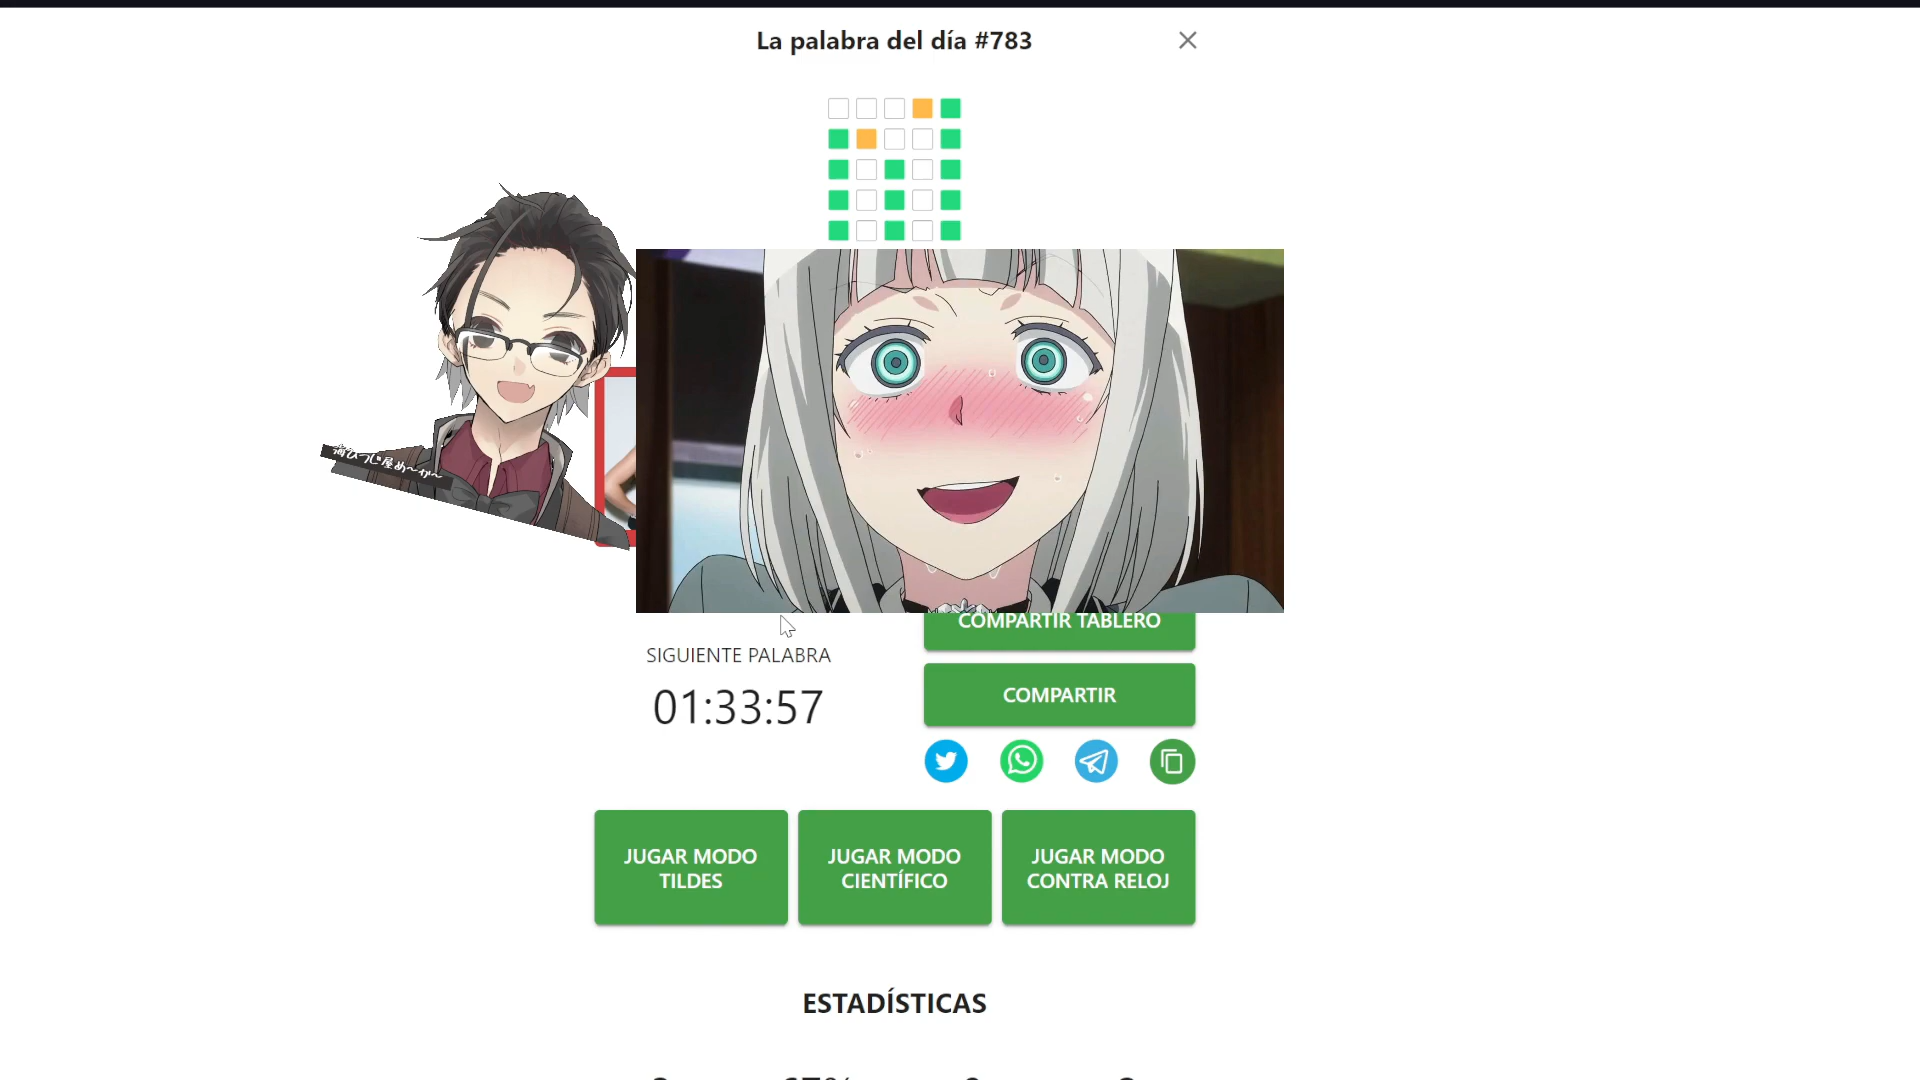 La palabra del día #783
COMPARTIR TABLERO
SIGUIENTE PALABRA
01:33:57
COMPARTIR
JUGAR MODO
TILDES
JUGAR MODO
CIENTÍFICO
JUGAR MODO
CONTRA RELOJ
ESTADÍSTICAS